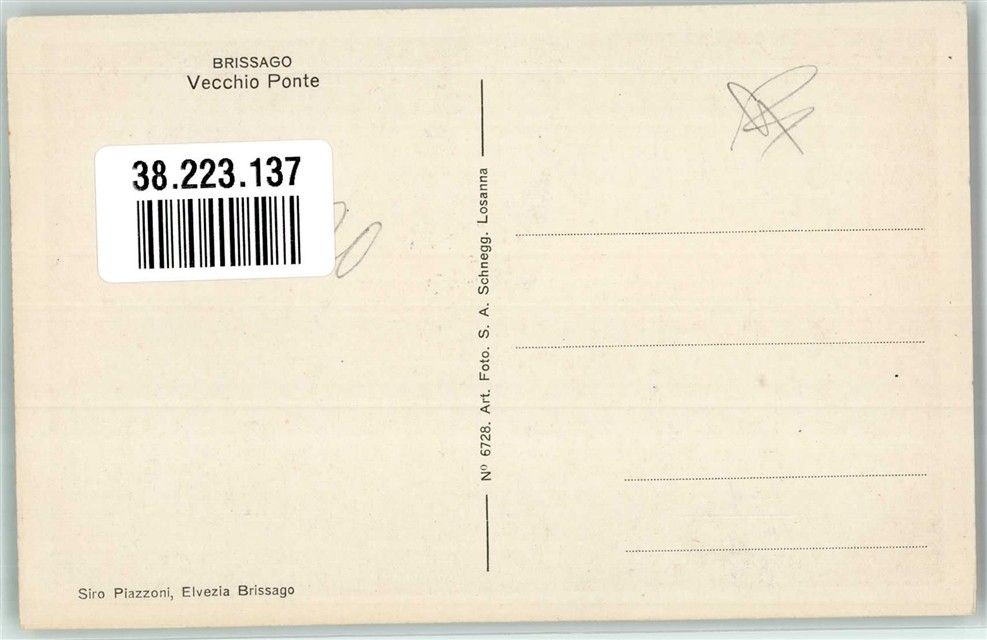 BRISSAGO
Vecchio Ponte
38.223.137
Nº 6728. Art. Foto. S. A. Schnegg. Losanna
Siro Piazzoni, Elvezia Brissago